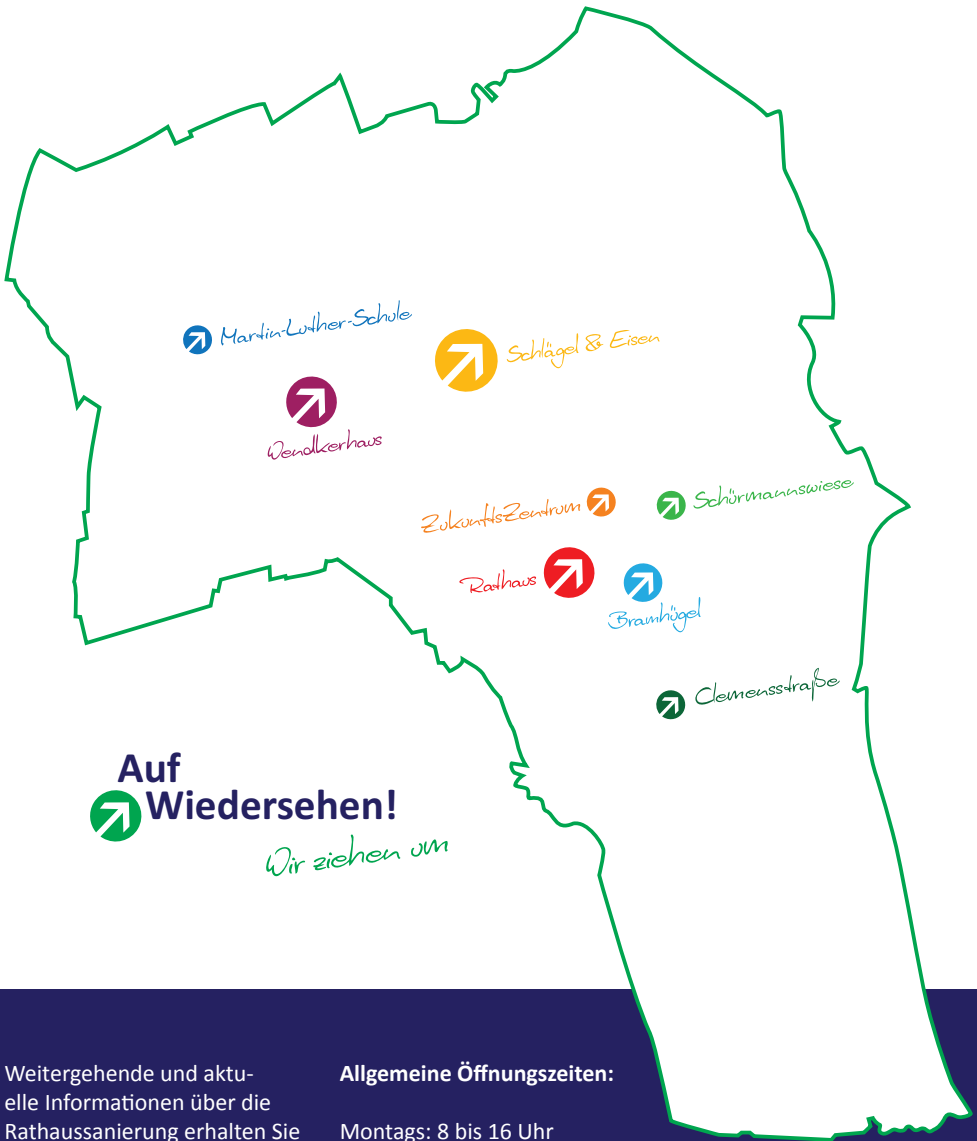 Martin-Luther-Schule
Schlägel & Eisen
Wendkerhaus
ZukunftsZentrum
Schürmannswiese
Rathaus
Bramhügel
Clemensstraße
Auf
Wiedersehen!
Wir ziehen um
Weitergehende und aktu-
elle Informationen über die
Rathaussanierung erhalten Sie
Allgemeine Öffnungszeiten:
Montags: 8 bis 16 Uhr